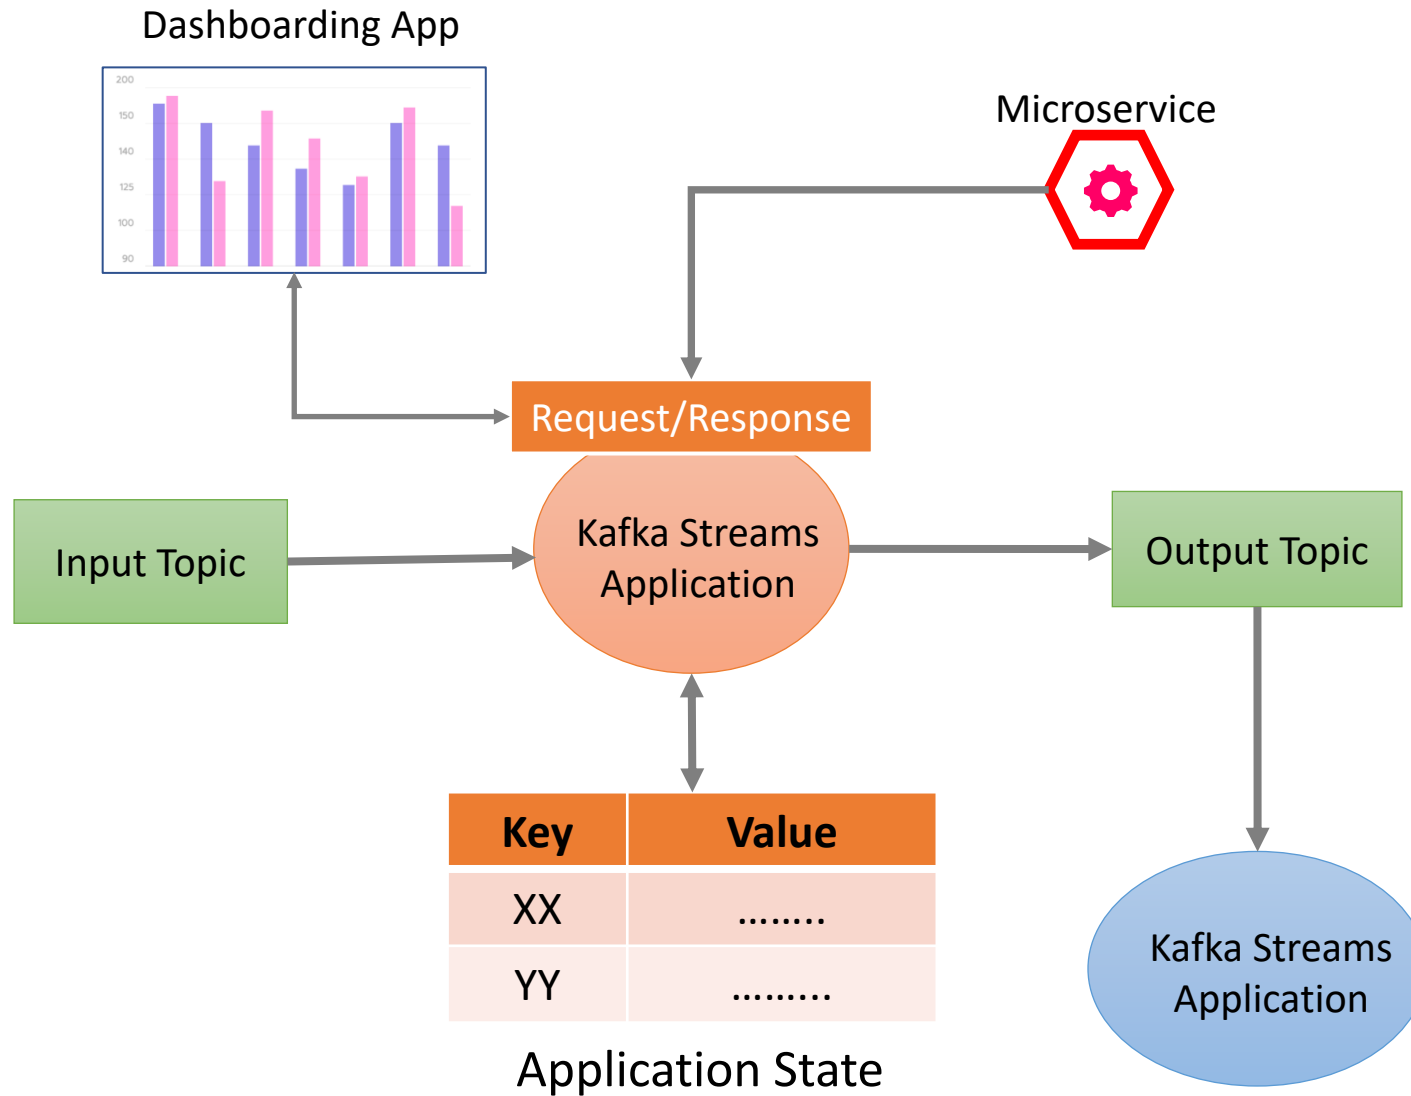 Dashboarding App
200
150
140
125
100
90
Microservice
Request/Response
Kafka Streams
Application
Input Topic
Output Topic
Key Value
XX ........
YY .........
Application State
Kafka Streams
Application